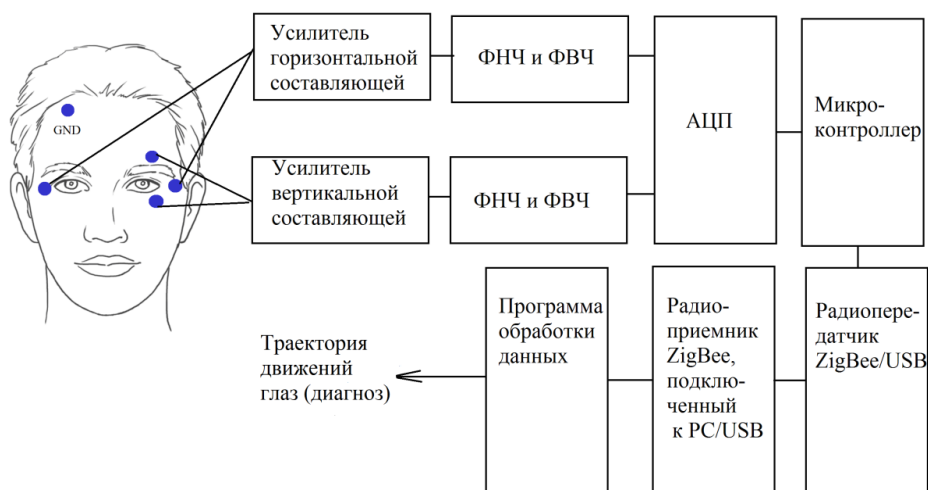 GND
Усилитель
горизонтальной
составляющей
ФНЧ и ФВЧ
АЦП
Микро-
контроллер
Усилитель
вертикальной
составляющей
ФНЧ и ФВЧ
Траектория
движений
глаз (диагноз)
Программа
обработки
данных
Радио-
приемник
ZigBee,
подклю-
ченный
к PC/USB
Радиопере-
датчик
ZigBee/USB